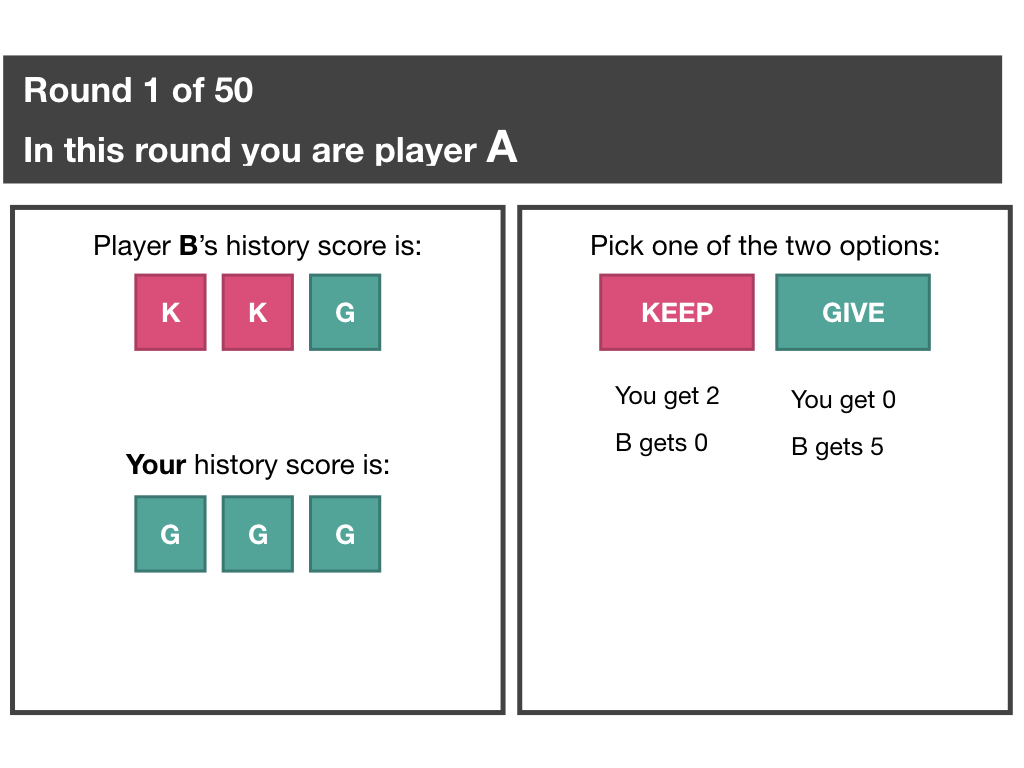 Round 1 of 50
In this round you are player A
Player B’s history score is:
K K G
Your history score is:
G G G
Pick one of the two options:
KEEP GIVE
You get 2
B gets 0
You get 0
B gets 5